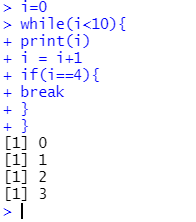 > i=0
> while(i<10){
+ print(i)
+ i = i+1
+ if(i==4){
+ break
+ }
+ }
[1] 0
[1] 1
[1] 2
[1] 3
>